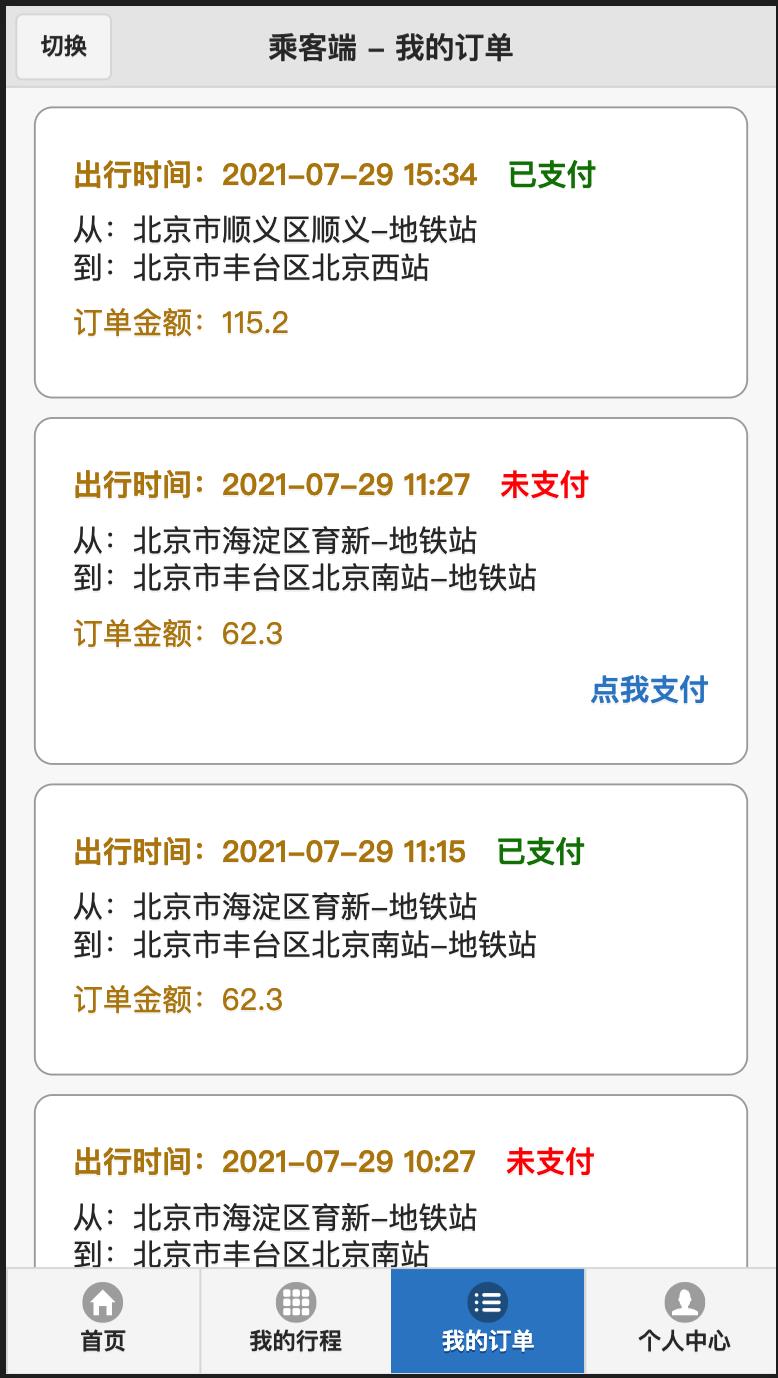 切换
乘客端 – 我的订单
出行时间：2021–07–29 15:34 已支付
从：北京市顺义区顺义–地铁站
到：北京市丰台区北京西站
订单金额：115.2
出行时间：2021–07–29 11:27 未支付
从：北京市海淀区育新–地铁站
到：北京市丰台区北京南站–地铁站
订单金额：62.3
点我支付
出行时间：2021–07–29 11:15 已支付
从：北京市海淀区育新–地铁站
到：北京市丰台区北京南站–地铁站
订单金额：62.3
出行时间：2021–07–29 10:27 未支付
从：北京市海淀区育新–地铁站
到：北京市丰台区北京南站
首页
我的行程
我的订单
个人中心